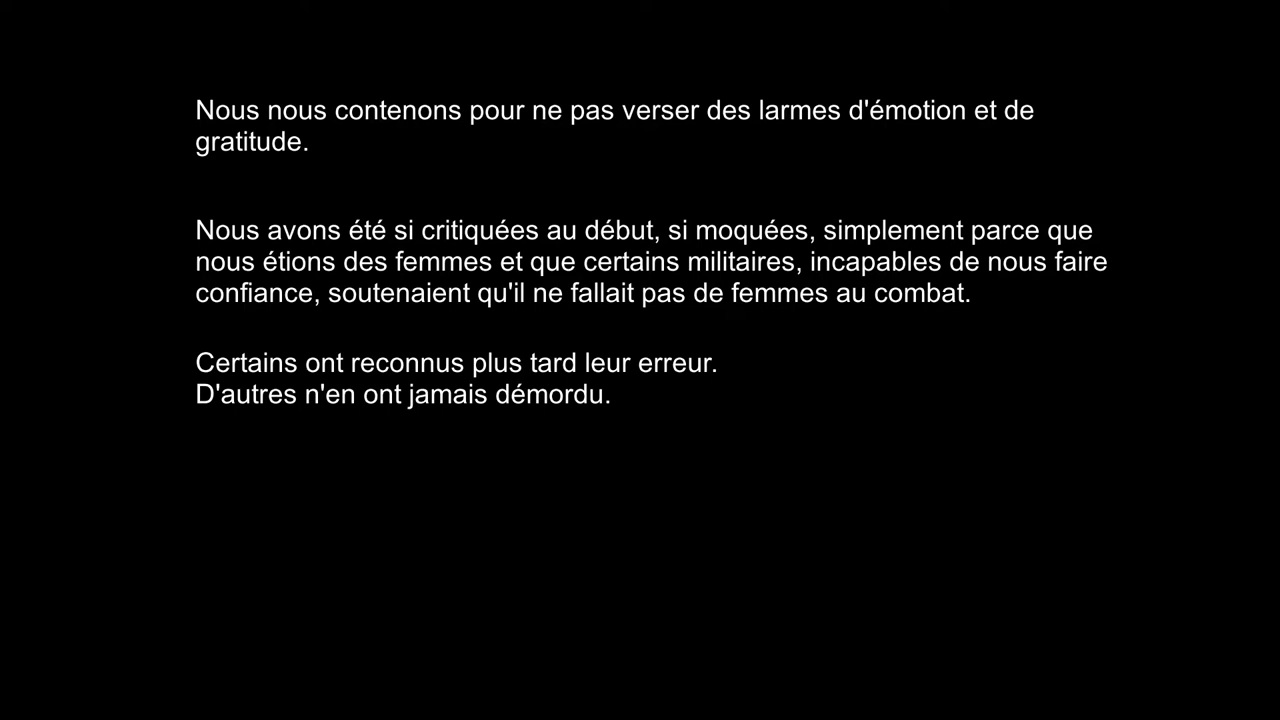 Nous nous contenons pour ne pas verser des larmes d'émotion et de
gratitude.
Nous avons été si critiquées au début, si moquées, simplement parce que
nous étions des femmes et que certains militaires, incapables de nous faire
confiance, soutenaient qu'il ne fallait pas de femmes au combat.
Certains ont reconnus plus tard leur erreur.
D'autres n'en ont jamais démordu.